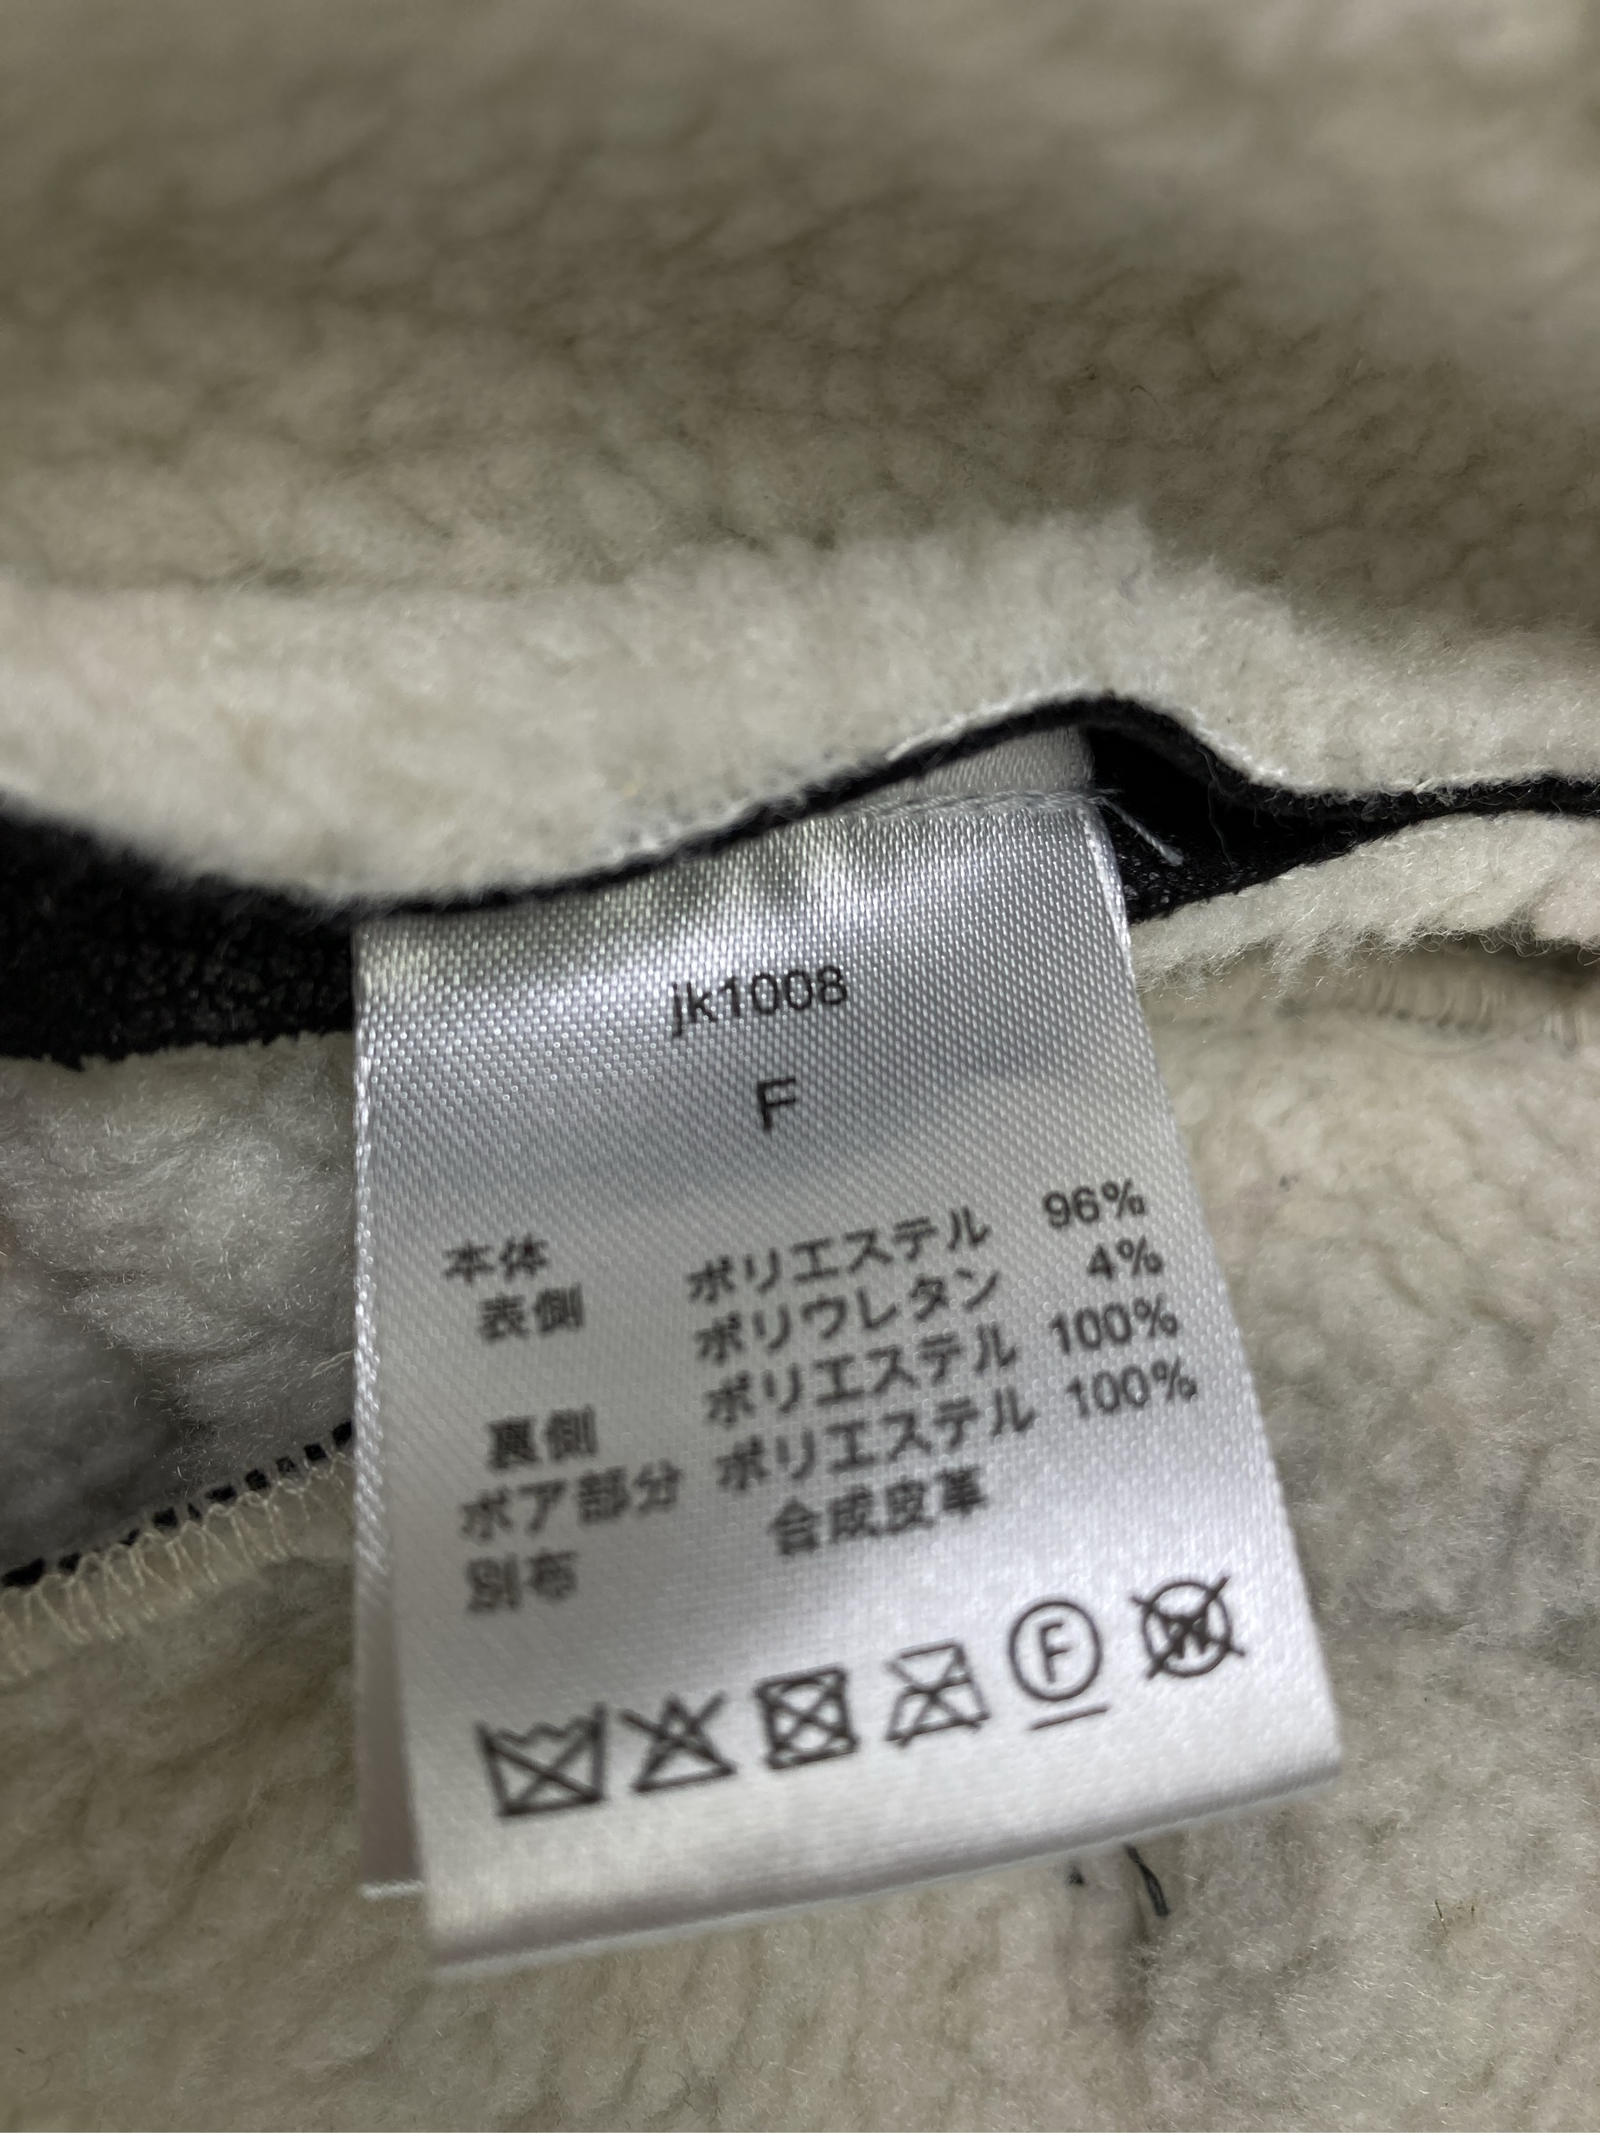 jk1008
F
本体
表側 ポリエステル 96%
ポリウレタン 4%
裏側 ポリエステル 100%
ボア部分 ポリエステル 100%
別布 合成皮革
F
W